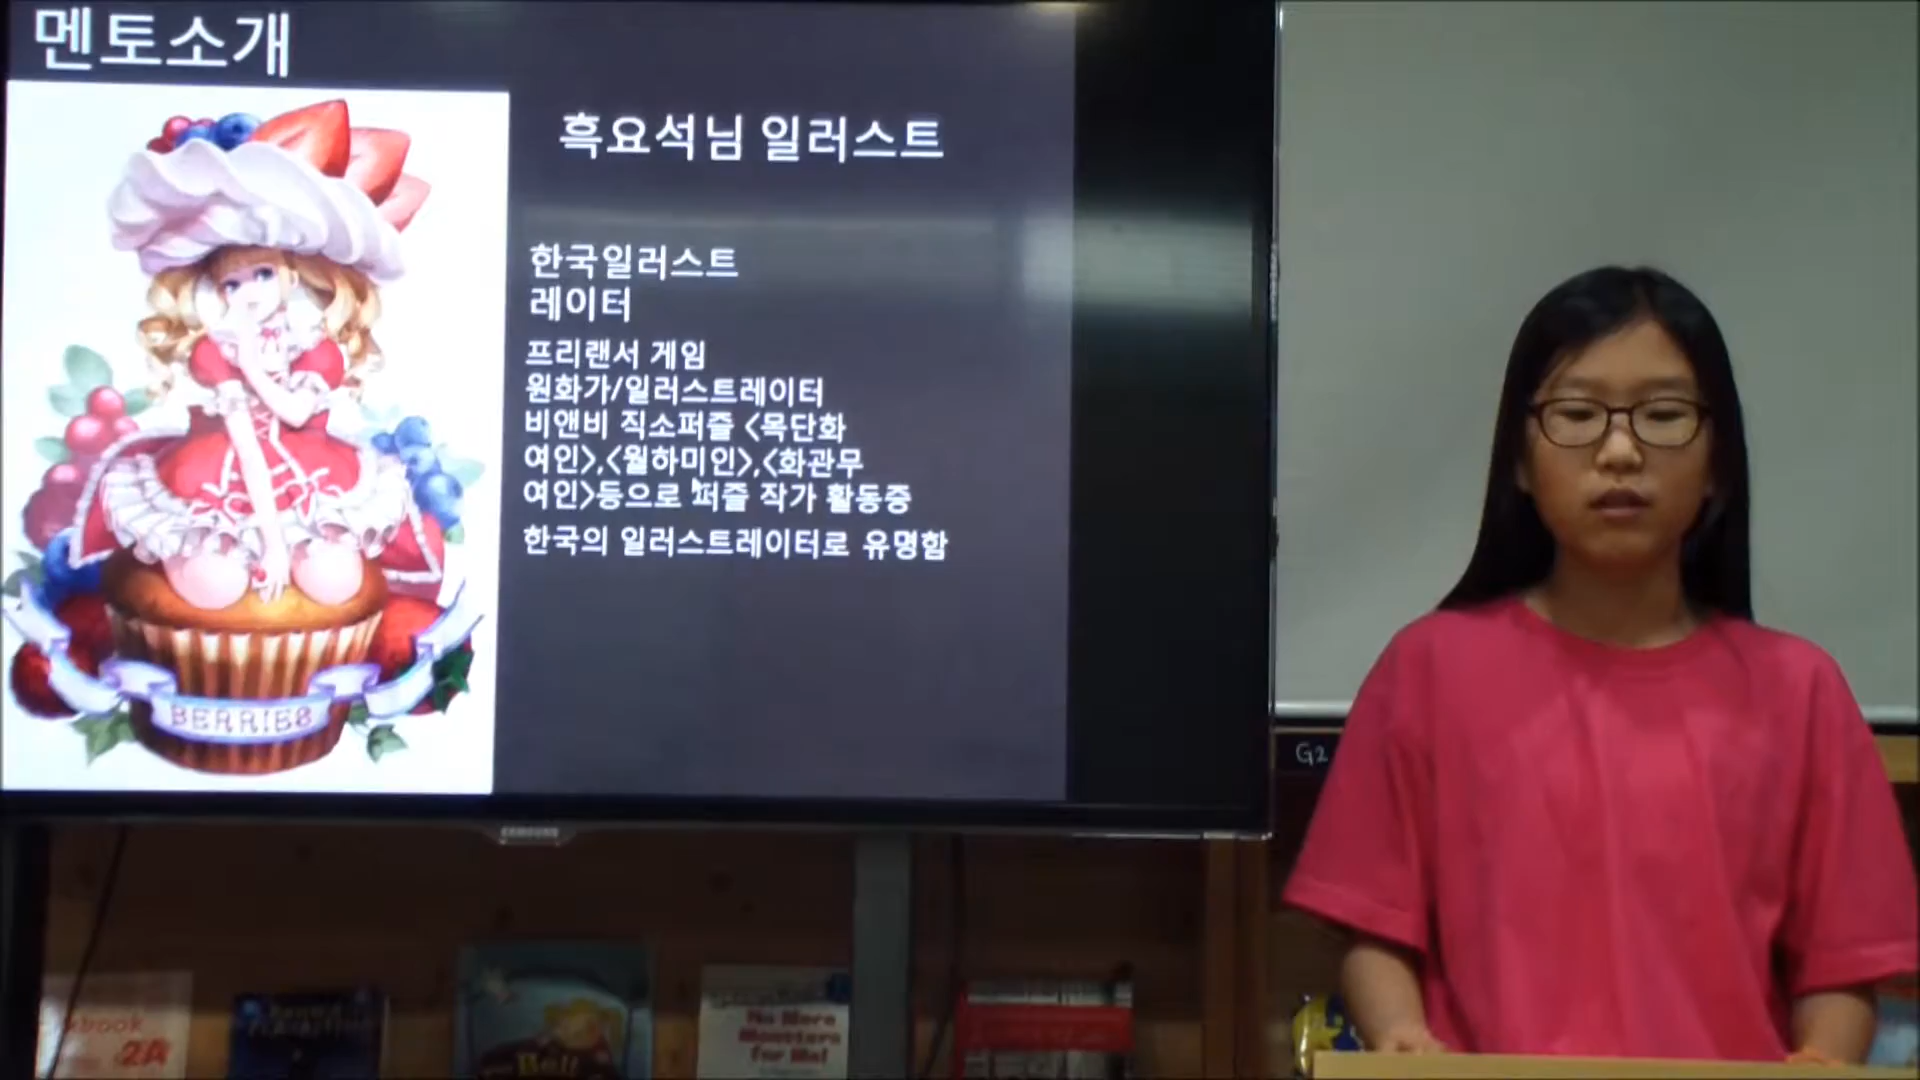 멘토소개
흑요석님 일러스트
한국일러스트
레이터
프리랜서 게임
원화가/일러스트레이터
비앤비 직소퍼즐 <목단화
여인>,<월하미인>,<화관무
여인>등으로 퍼즐 작가 활동중
한국의 일러스트레이터로 유명함
BERRIES
SAMSUNG
G2
2A
No More
Monsters
for Me!